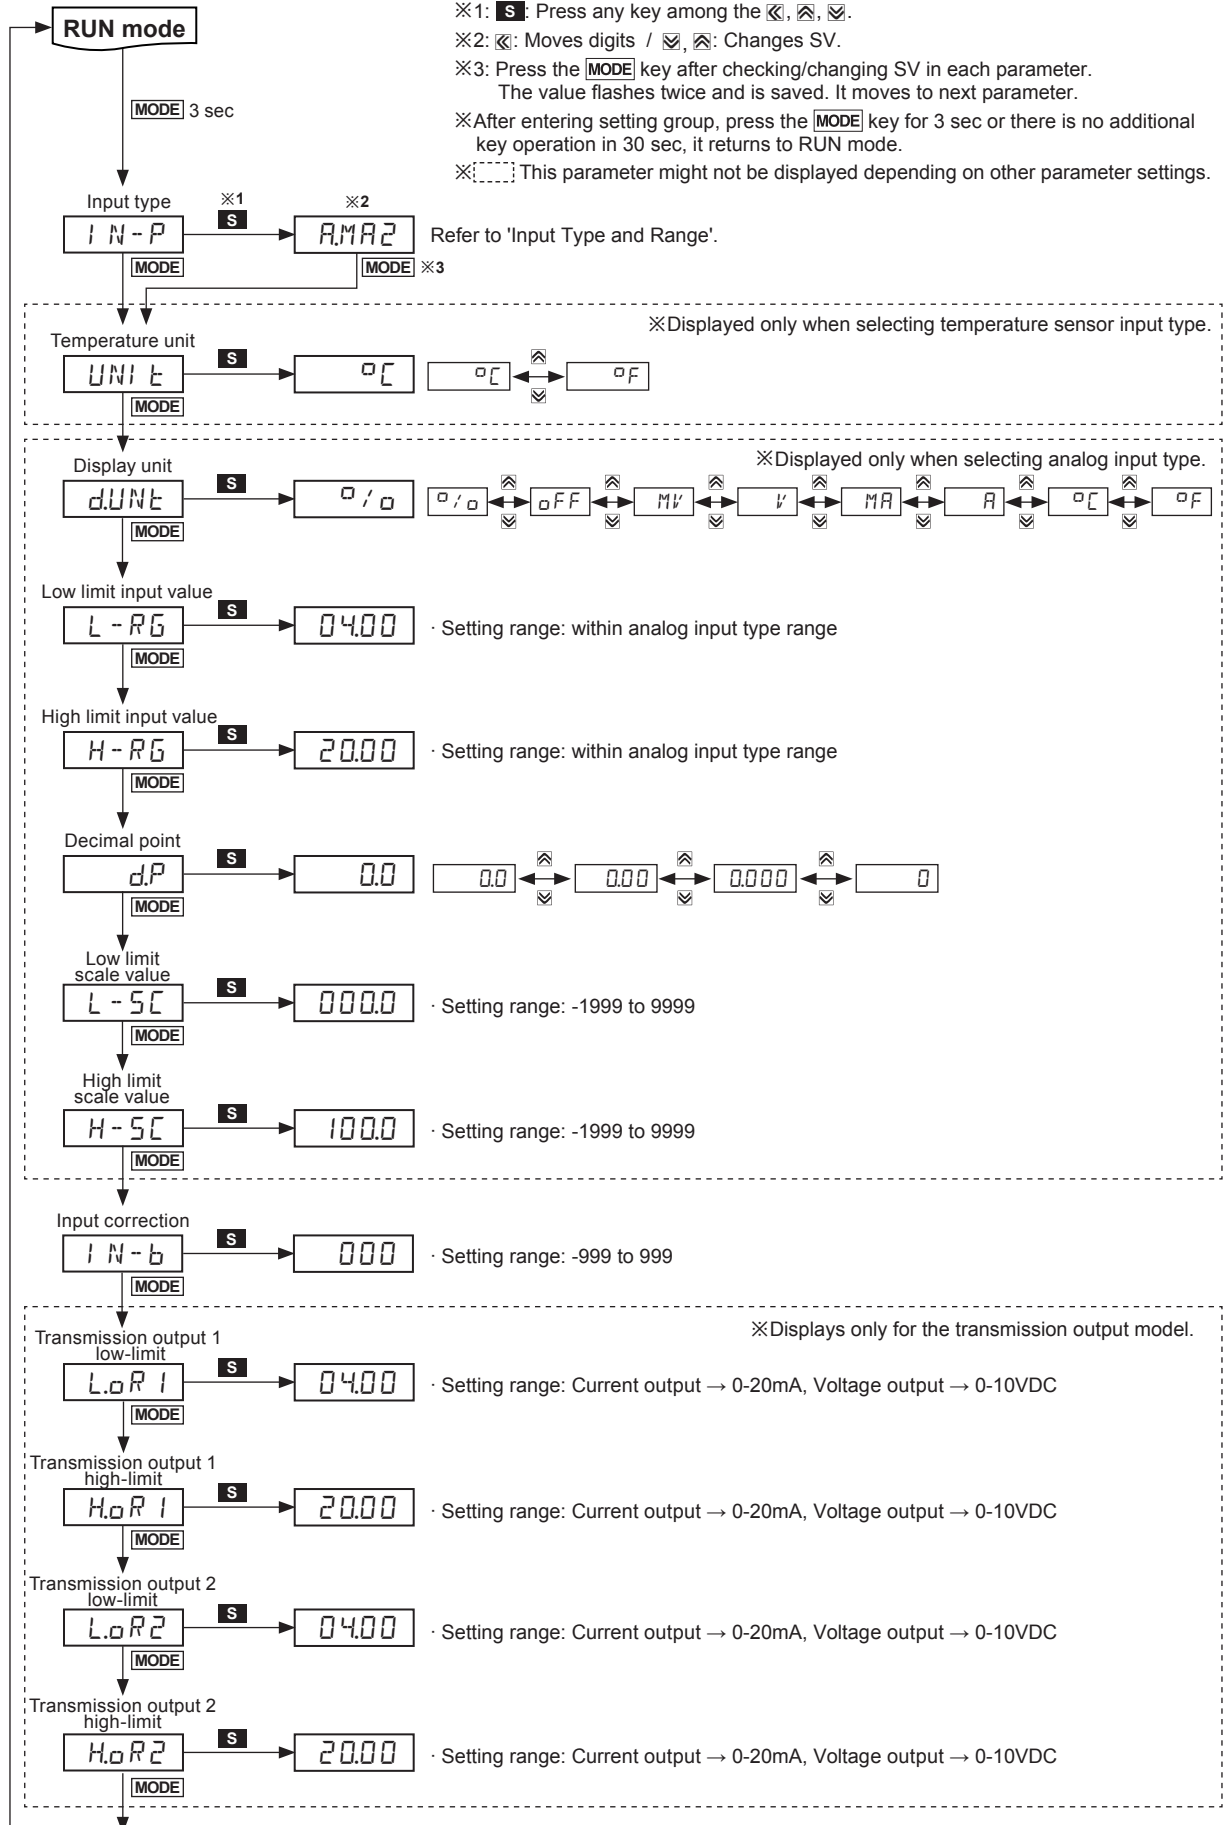 ※1: S : Press any key among the «, ︽, ︾.
RUN mode
※2: «: Moves digits / ︾, ︽: Changes SV.
※3: Press the MODE key after checking/changing SV in each parameter.
The value flashes twice and is saved. It moves to next parameter.
MODE 3 sec
※After entering setting group, press the MODE key for 3 sec or there is no additional
key operation in 30 sec, it returns to RUN mode.
※ This parameter might not be displayed depending on other parameter settings.
Input type ※1 ※2
IN-P S A.MA2 Refer to 'Input Type and Range'.
MODE MODE ※3
※Displayed only when selecting temperature sensor input type.
Temperature unit
UNIt S °C °C °F
MODE
※Displayed only when selecting analog input type.
Display unit
d.UNt S o/o o/o oFF MV V MA A °C °F
MODE
Low limit input value
L-RG S 04.00 · Setting range: within analog input type range
MODE
High limit input value
H-RG S 20.00 · Setting range: within analog input type range
MODE
Decimal point
d.P S 0.0 0.0 0.00 0.000 0
MODE
Low limit
scale value
L-SC S 000.0 · Setting range: -1999 to 9999
MODE
High limit
scale value
H-SC S 100.0 · Setting range: -1999 to 9999
MODE
Input correction
IN-b S 000 · Setting range: -999 to 999
MODE
※Displays only for the transmission output model.
Transmission output 1
low-limit
L.oR1 S 04.00 · Setting range: Current output → 0-20mA, Voltage output → 0-10VDC
MODE
Transmission output 1
high-limit
H.oR1 S 20.00 · Setting range: Current output → 0-20mA, Voltage output → 0-10VDC
MODE
Transmission output 2
low-limit
L.oR2 S 04.00 · Setting range: Current output → 0-20mA, Voltage output → 0-10VDC
MODE
Transmission output 2
high-limit
H.oR2 S 20.00 · Setting range: Current output → 0-20mA, Voltage output → 0-10VDC
MODE